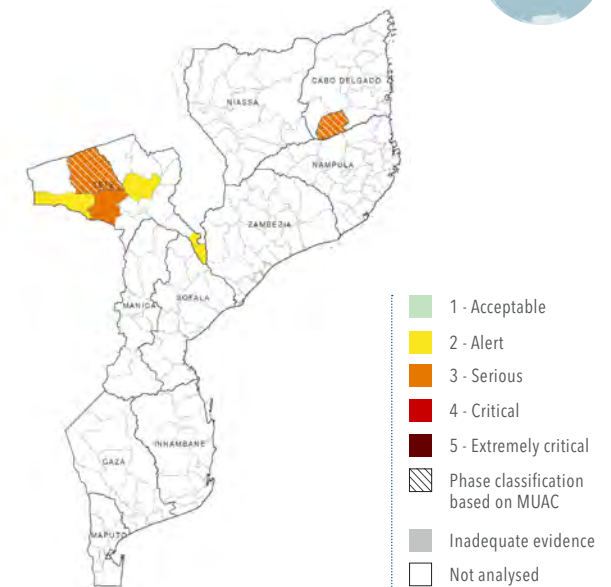 CABO DELGADO
NIASSA
NAMPULA
ZAMBEZIA
MANICA
SOFALA
INHAMBANE
GAZA
MAPUTO
1 - Acceptable
2 - Alert
3 - Serious
4 - Critical
5 - Extremely critical
Phase classification
based on MUAC
Inadequate evidence
Not analysed